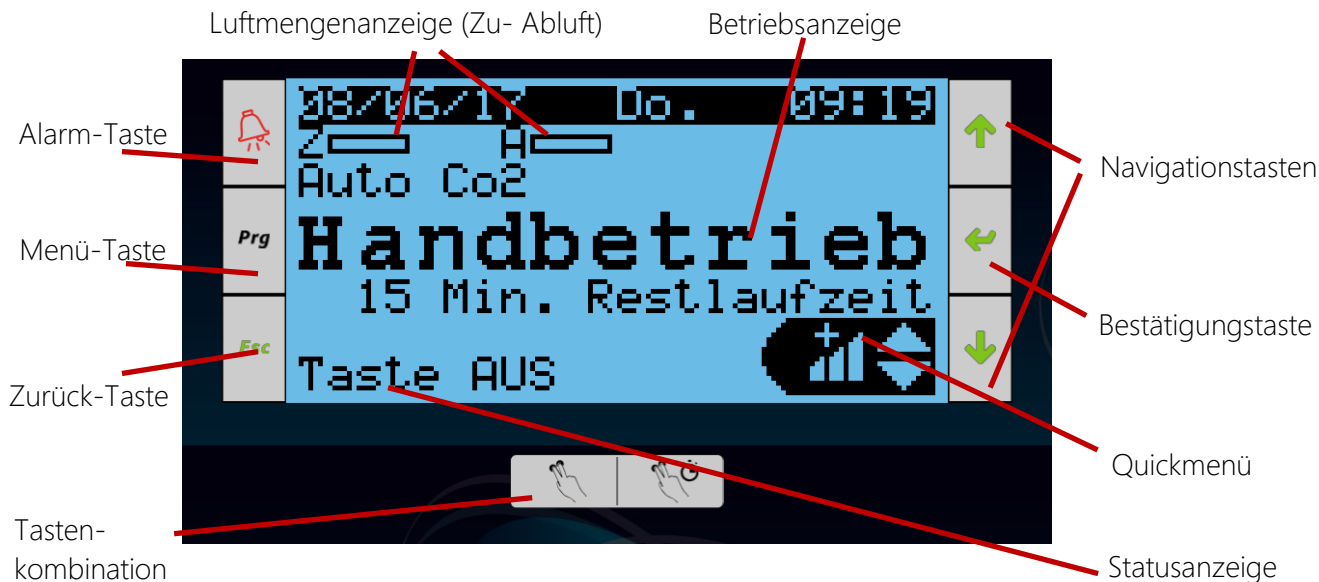 Luftmengenanzeige (Zu- Abluft)
Betriebsanzeige
Alarm-Taste
Menü-Taste
Zurück-Taste
Tasten-
kombination
Prg
Esc
08/06/17 Do. 09:19
Z A
Auto Co2
Handbetrieb
15 Min. Restlaufzeit
Taste AUS
Navigationstasten
Bestätigungstaste
Quickmenü
Statusanzeige